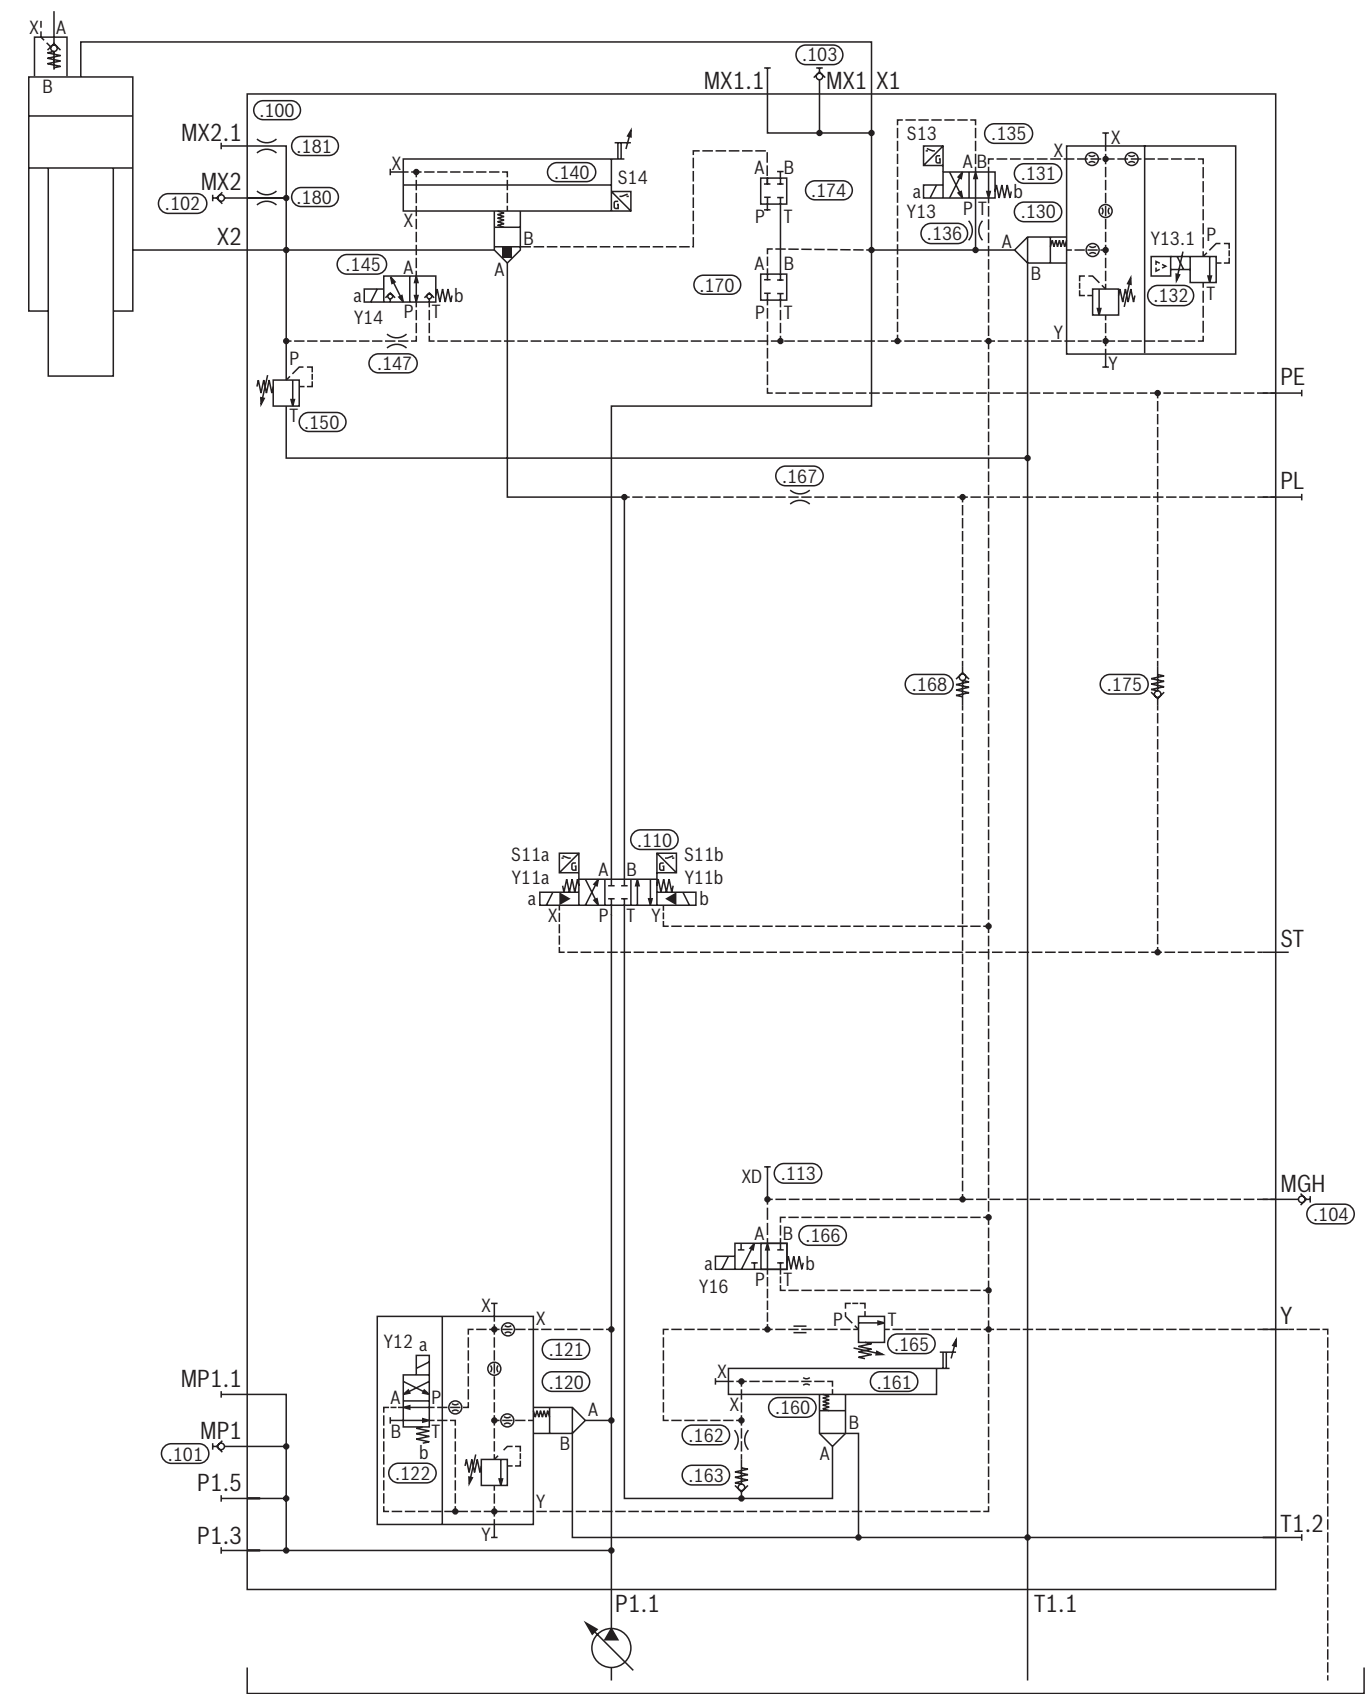 X A
B
.103
MX1.1 MX1 X1
.100
MX2.1 .181
MX2
.102 .180
X2
X .140 S14
G
X
B
A
.145 A
a b
Y14 P T
.147
P
T .150
A B
.174
P T
A B
.170
P T
S13 .135
G A B .131
a b
Y13 P T .130
.136
X X
A
B
Y13.1 P
.132 T
Y
Y
PE
.167
PL
.168 .175
.110
S11a G A B G S11b
Y11a Y11b
a b
X P T Y
ST
XD .113
MGH
.104
A B .166
a b
Y16 P T
Y
P T
.165
X .161
X .160
B
.162 A
.163
X X
Y12 a .121
.120
A P
A
B T B
b
.122
Y
Y
MP1.1
MP1
.101
P1.5
P1.3
T1.2
P1.1 T1.1